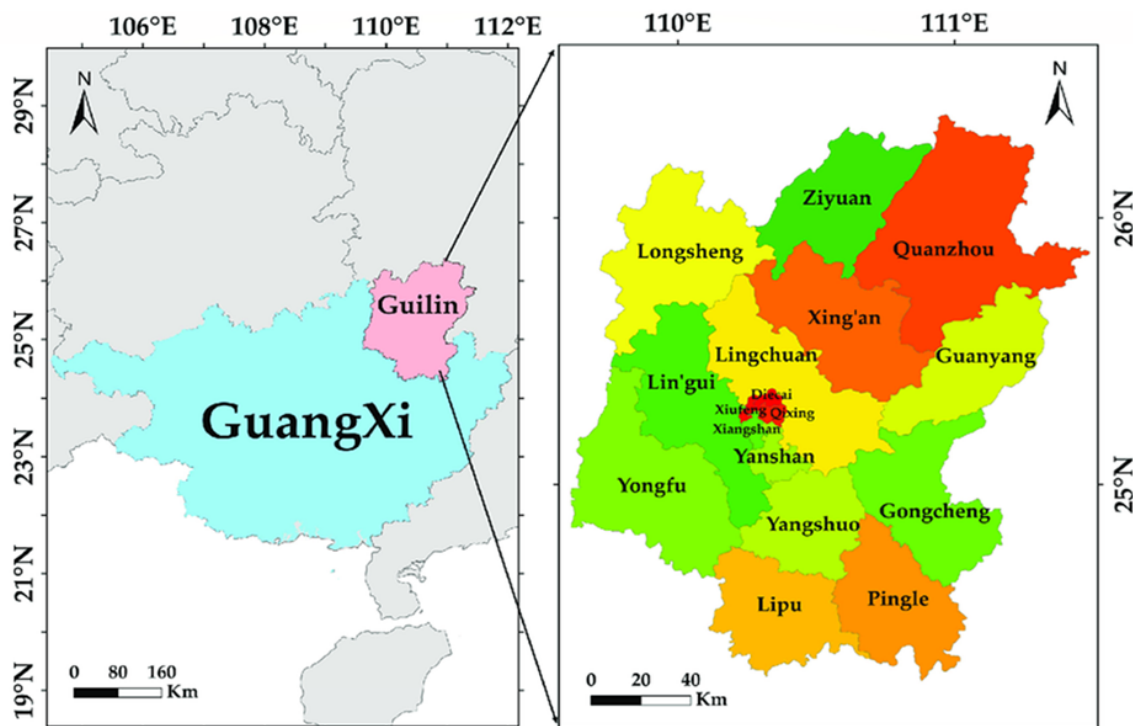 106°E 108°E 110°E 112°E
29°N
27°N
25°N
23°N
21°N
19°N
N
Guilin
GuangXi
0 80 160
Km
110°E 111°E
26°N
25°N
N
Ziyuan
Quanzhou
Longsheng
Xing'an
Lingchuan
Guanyang
Lin'gui
Diecai
Xiufeng
Qixing
Xiangshan
Yanshan
Yongfu
Gongcheng
Yangshuo
Lipu
Pingle
0 20 40
Km